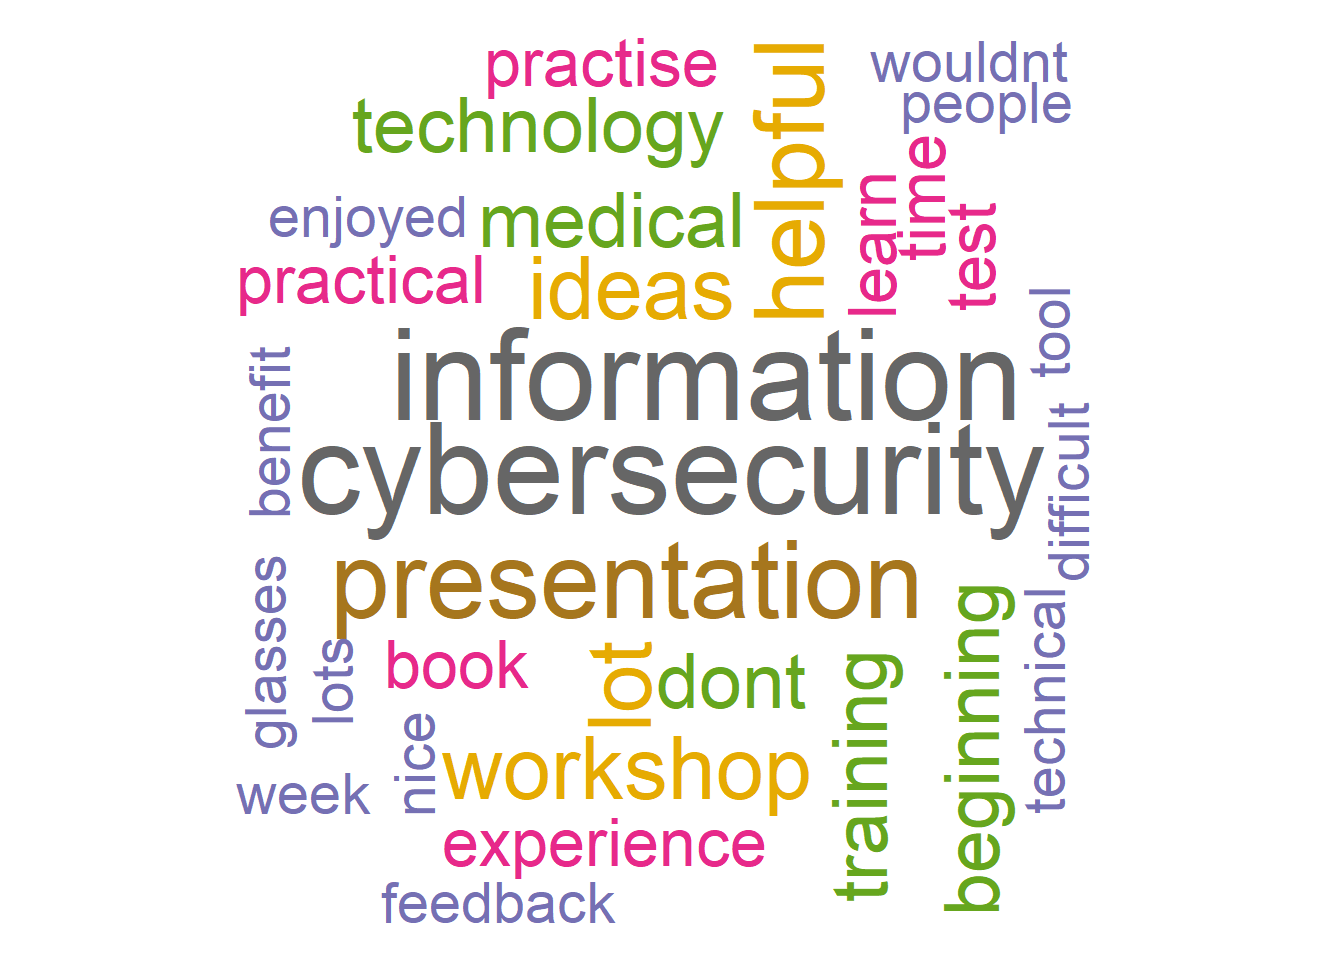 practise
wouldnt
people
technology
helpful
time
learn
test
enjoyed
medical
practical
ideas
tool
information
benefit
cybersecurity
difficult
presentation
glasses
lots
book
lot
dont
training
beginning
technical
nice
workshop
week
experience
feedback